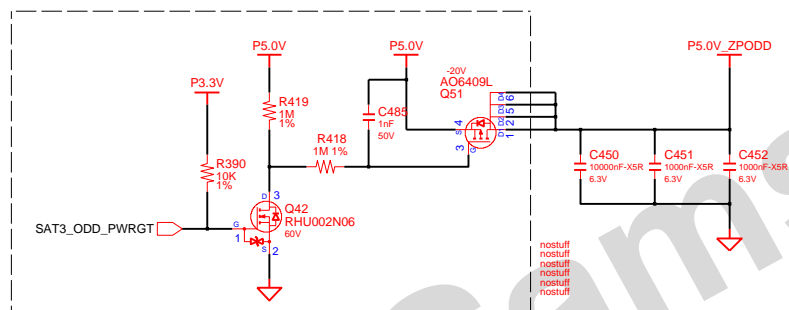 P5.0V
P5.0V
P5.0V_ZPODD
P3.3V
-20V
AO6409L
Q51
R419
1M
1%
C485
1nF
50V
R418
1M 1%
R390
10K
1%
4
S
3
G
D4
6
D3
5
D2
2
D1
1
C450
10000nF-X5R
6.3V
C451
1000nF-X5R
6.3V
C452
1000nF-X5R
6.3V
D
3
Q42
RHU002N06
60V
SAT3_ODD_PWRGT
G
1
S
2
nostuff
nostuff
nostuff
nostuff
nostuff
nostuff
Sams